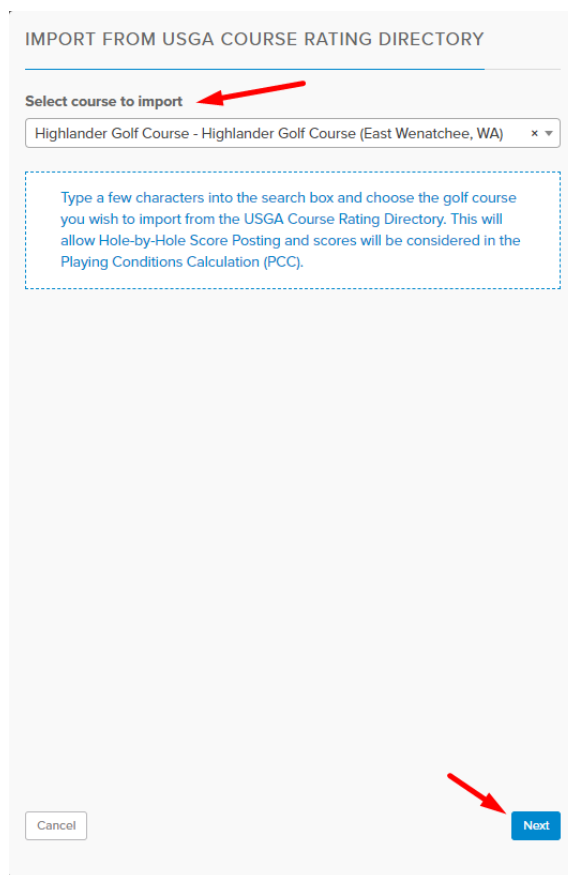 IMPORT FROM USGA COURSE RATING DIRECTORY
Select course to import
Highlander Golf Course - Highlander Golf Course (East Wenatchee, WA) ×
Type a few characters into the search box and choose the golf course
you wish to import from the USGA Course Rating Directory. This will
allow Hole-by-Hole Score Posting and scores will be considered in the
Playing Conditions Calculation (PCC).
Cancel
Next